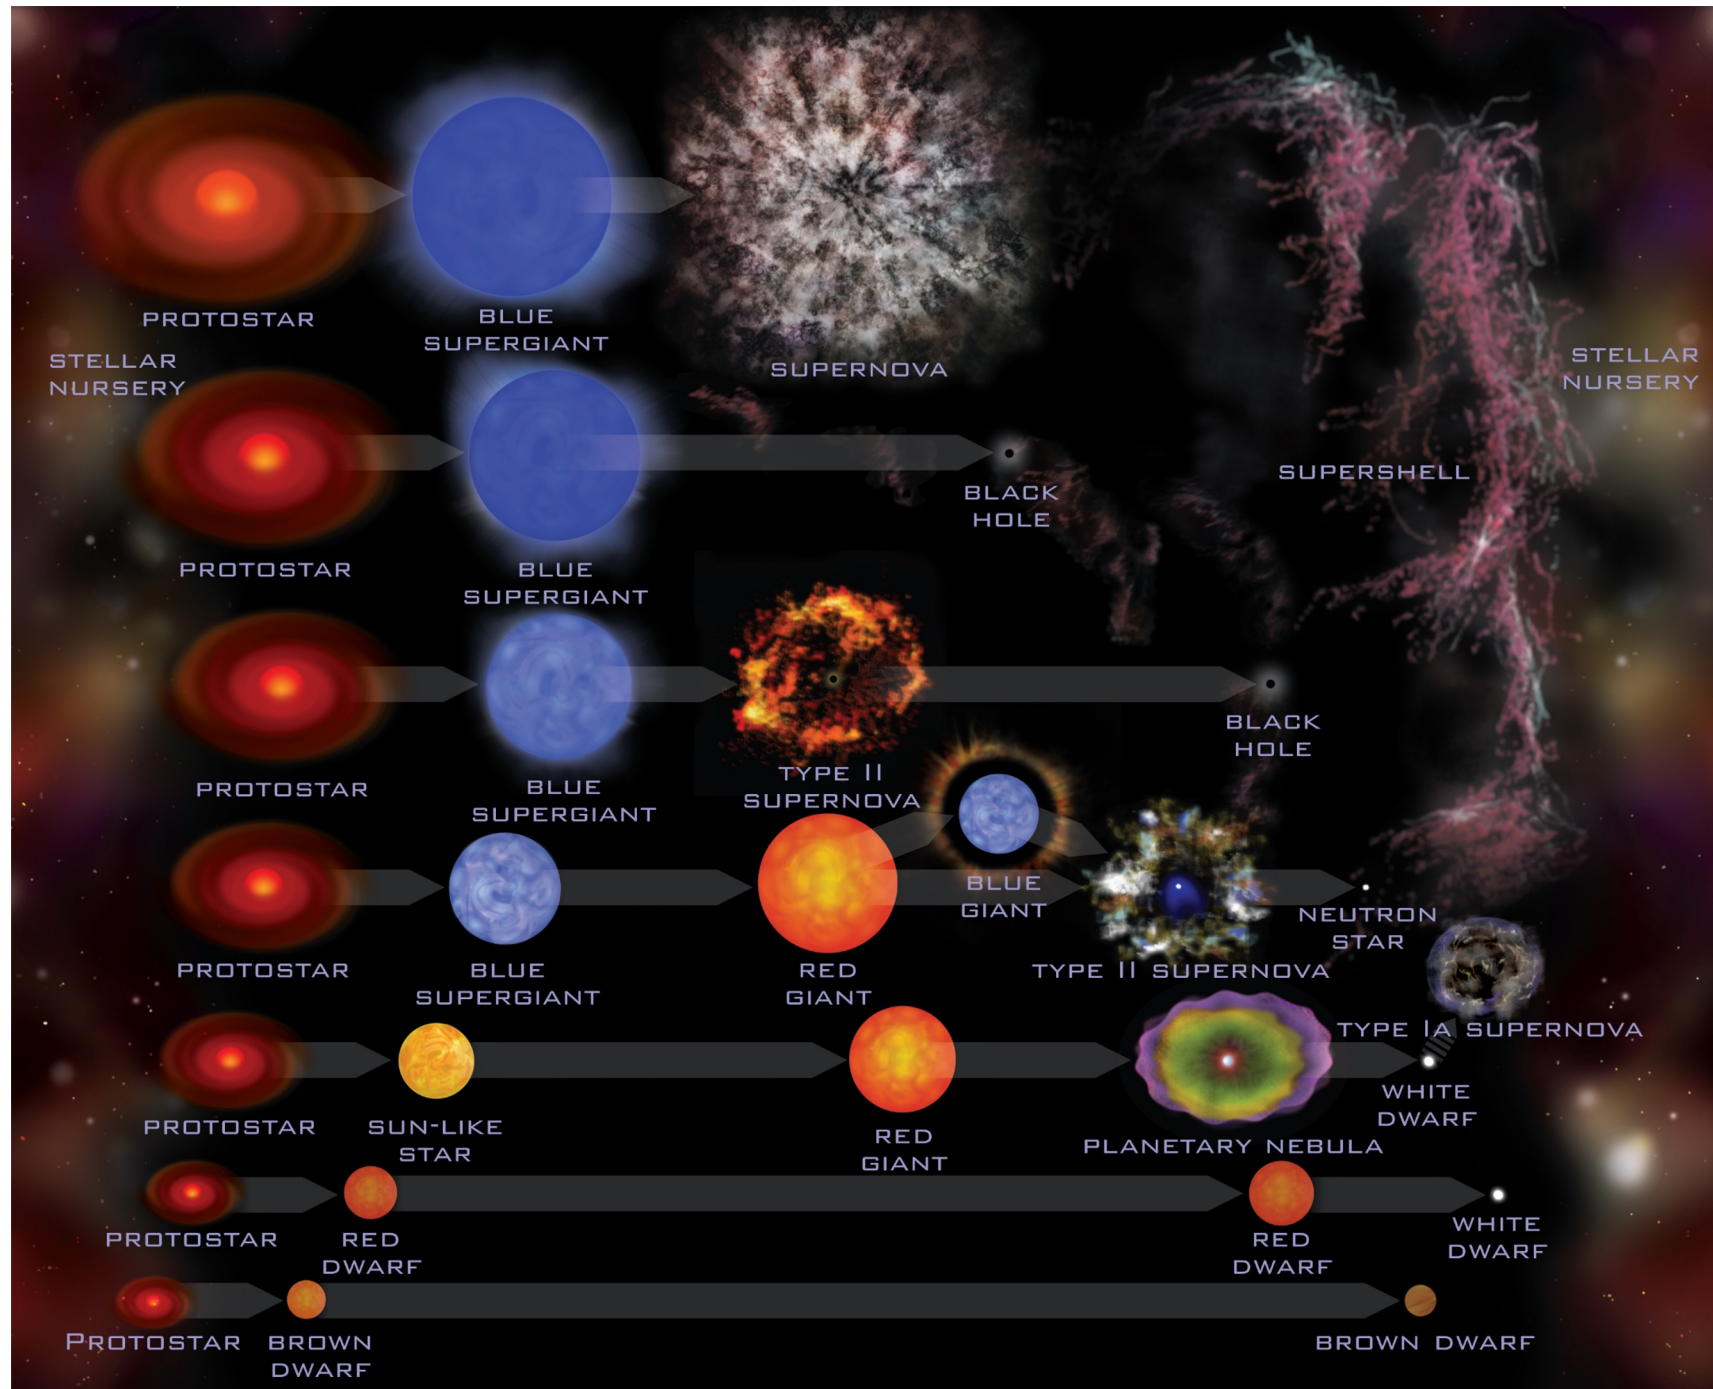 PROTOSTAR
BLUE
SUPERGIANT
SUPERNOVA
STELLAR
NURSERY
STELLAR
NURSERY
SUPERSHELL
PROTOSTAR
BLUE
SUPERGIANT
BLACK
HOLE
PROTOSTAR
BLUE
SUPERGIANT
TYPE II
SUPERNOVA
BLACK
HOLE
PROTOSTAR
BLUE
SUPERGIANT
RED
GIANT
BLUE
GIANT
TYPE II SUPERNOVA
NEUTRON
STAR
PROTOSTAR
SUN-LIKE
STAR
RED
GIANT
PLANETARY NEBULA
TYPE IA SUPERNOVA
WHITE
DWARF
PROTOSTAR
RED
DWARF
RED
DWARF
WHITE
DWARF
PROTOSTAR
BROWN
DWARF
BROWN DWARF